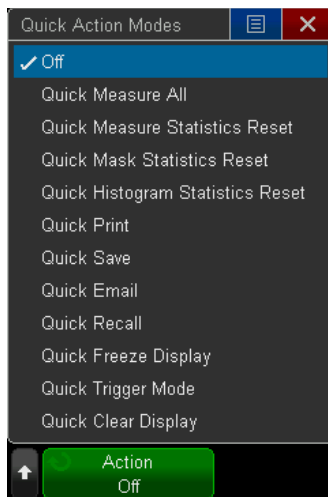 Quick Action Modes
Off
Quick Measure All
Quick Measure Statistics Reset
Quick Mask Statistics Reset
Quick Histogram Statistics Reset
Quick Print
Quick Save
Quick Email
Quick Recall
Quick Freeze Display
Quick Trigger Mode
Quick Clear Display
Action
Off